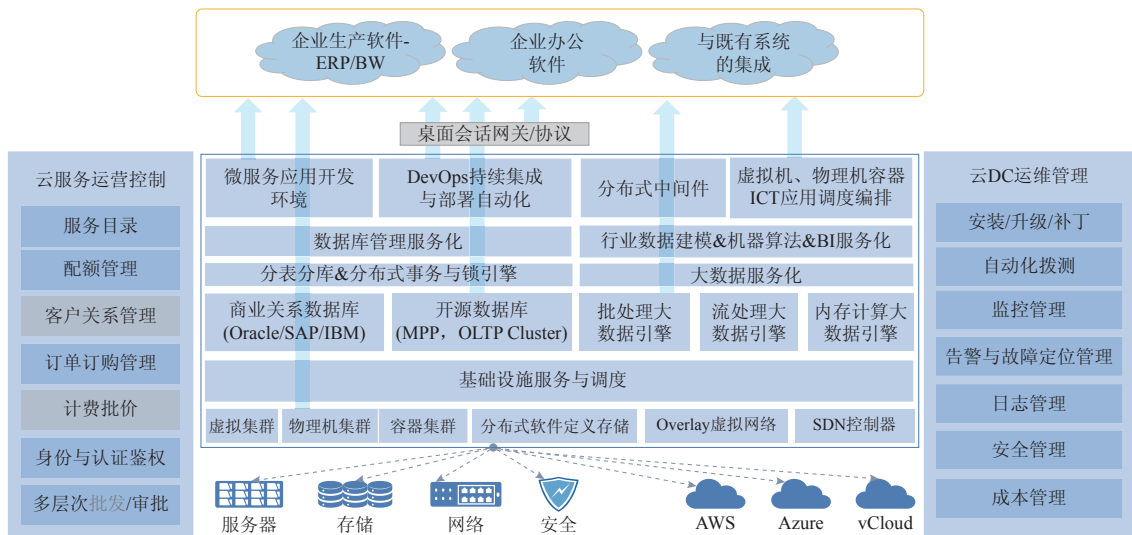 企业生产软件-
ERP/BW
企业办公
软件
与既有系统
的集成
桌面会话网关/协议
云服务运营控制
服务目录
配额管理
客户关系管理
订单订购管理
计费批价
身份与认证鉴权
多层次批发/审批
微服务应用开发
环境
DevOps持续集成
与部署自动化
分布式中间件
虚拟机、物理机容器
ICT应用调度编排
数据库管理服务化
行业数据建模&机器算法&BI服务化
分表分库&分布式事务与锁引擎
大数据服务化
商业关系数据库
(Oracle/SAP/IBM)
开源数据库
(MPP，OLTP Cluster)
批处理大
数据引擎
流处理大
数据引擎
内存计算大
数据引擎
基础设施服务与调度
虚拟集群
物理机集群
容器集群
分布式软件定义存储
Overlay虚拟网络
SDN控制器
服务器
存储
网络
安全
AWS
Azure
vCloud
云DC运维管理
安装/升级/补丁
自动化拨测
监控管理
告警与故障定位管理
日志管理
安全管理
成本管理